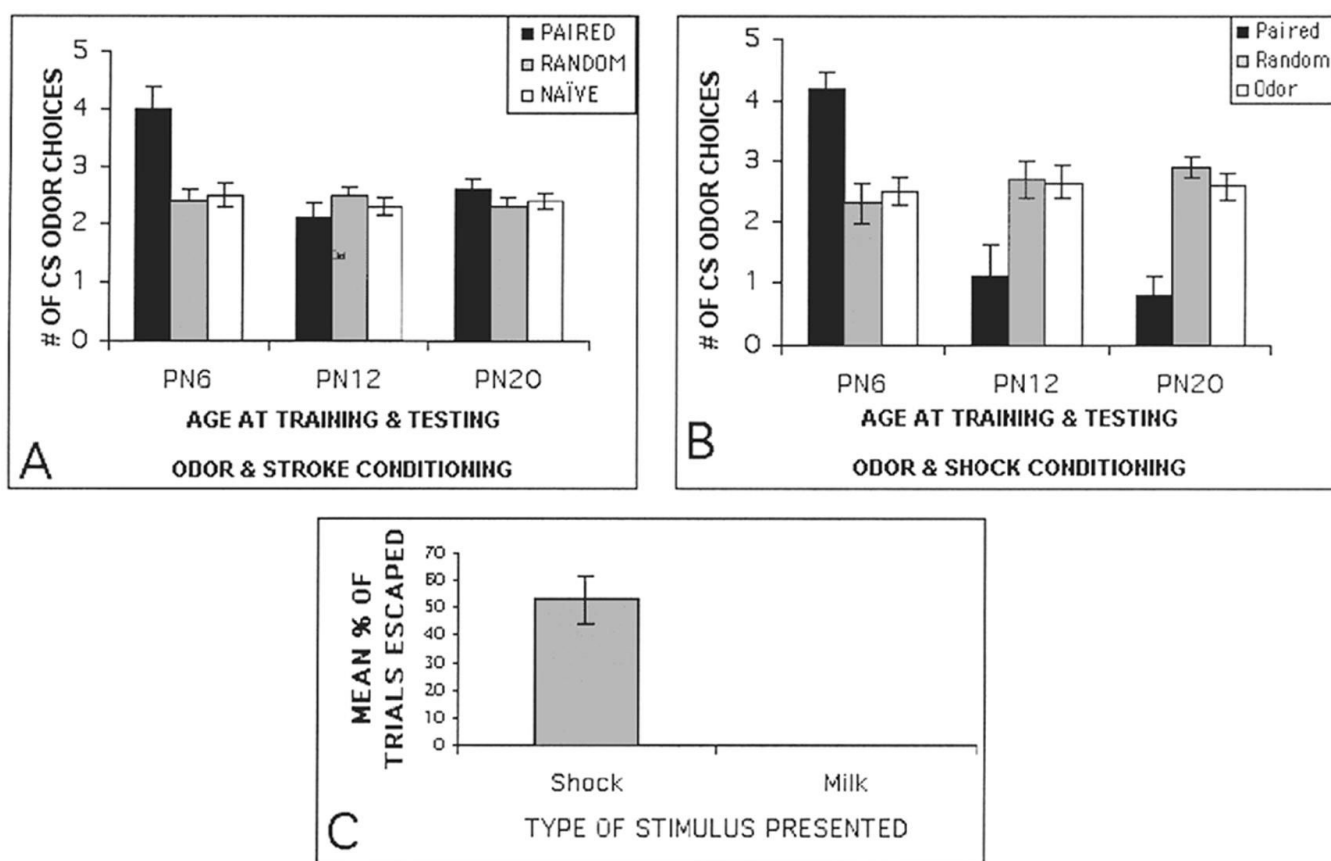 5
4
3
2
1
0
# OF CS ODOR CHOICES
PAIRED
RANDOM
NAÏVE
PN6 PN12 PN20
AGE AT TRAINING & TESTING
A
ODOR & STROKE CONDITIONING
5
4
3
2
1
0
# OF CS ODOR CHOICES
Paired
Random
Odor
PN6 PN12 PN20
AGE AT TRAINING & TESTING
B
ODOR & SHOCK CONDITIONING
MEAN % OF
TRIALS ESCAPED
70
60
50
40
30
20
10
0
Shock Milk
C
TYPE OF STIMULUS PRESENTED